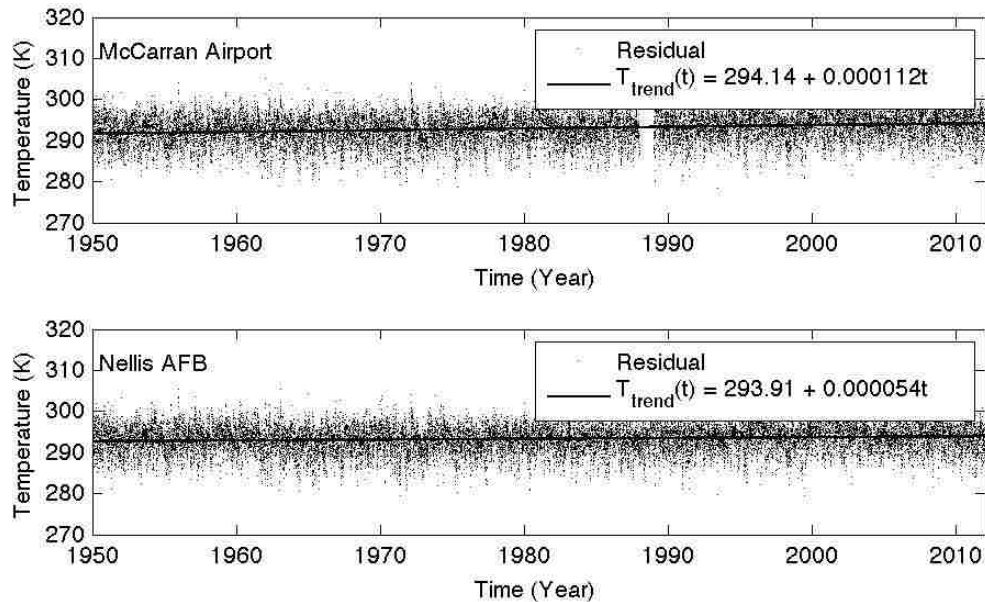 320
310
300
290
280
270
Temperature (K)
McCarran Airport
Residual
T_trend(t) = 294.14 + 0.000112t
1950 1960 1970 1980 1990 2000 2010
Time (Year)
320
310
300
290
280
270
Temperature (K)
Nellis AFB
Residual
T_trend(t) = 293.91 + 0.000054t
1950 1960 1970 1980 1990 2000 2010
Time (Year)